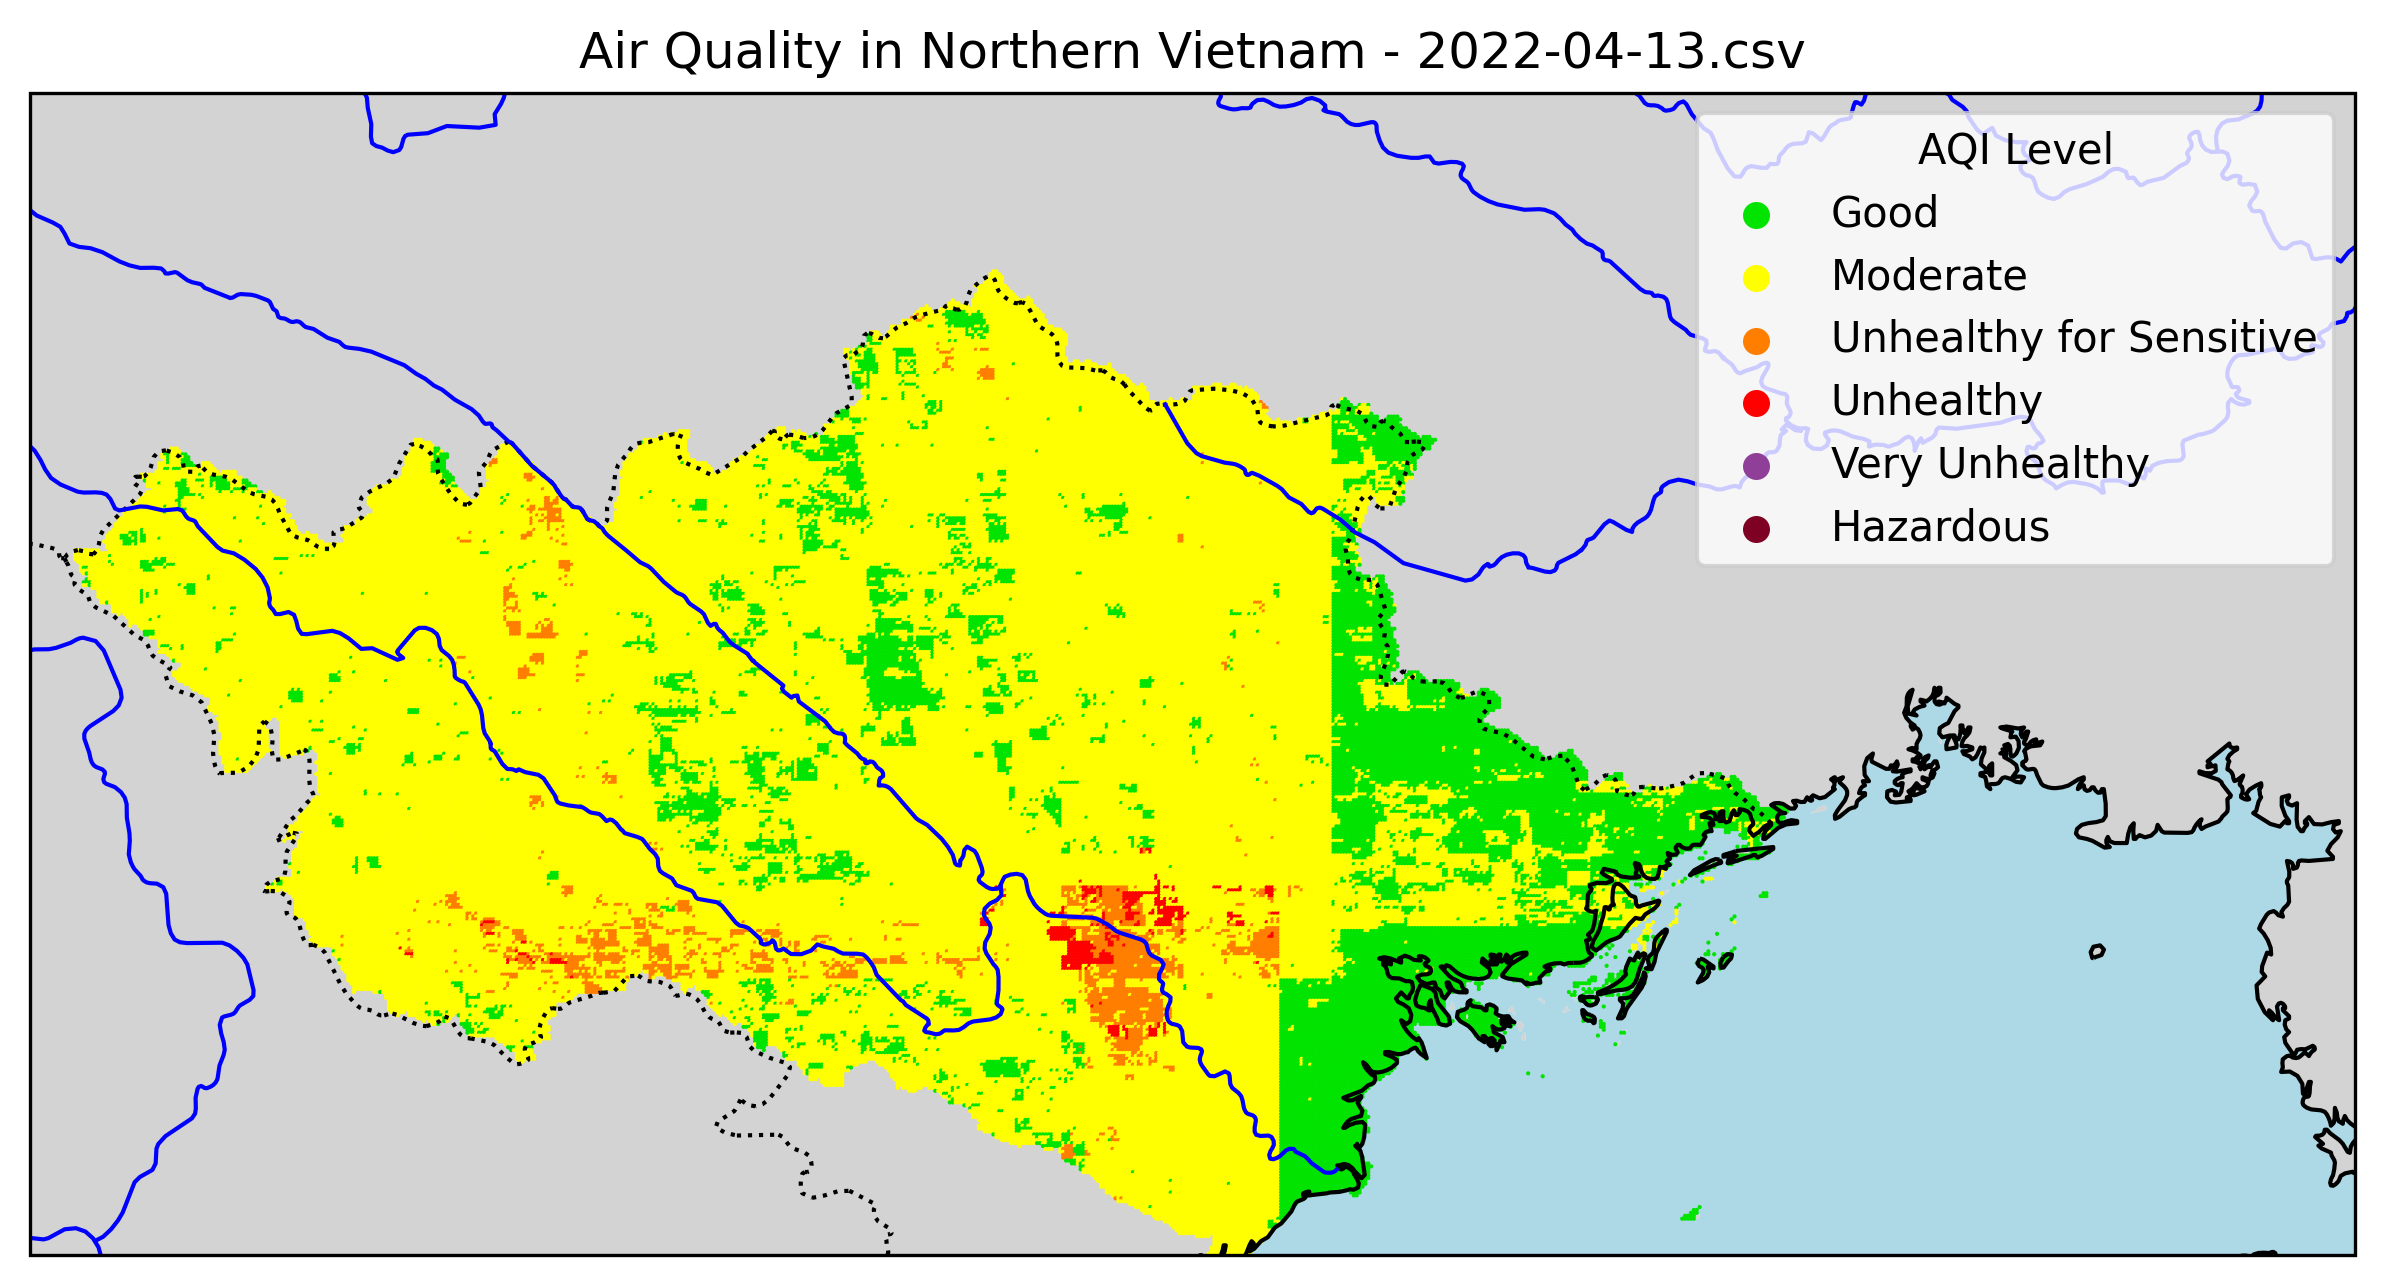 Air Quality in Northern Vietnam - 2022-04-13.csv
AQI Level
Good
Moderate
Unhealthy for Sensitive
Unhealthy
Very Unhealthy
Hazardous